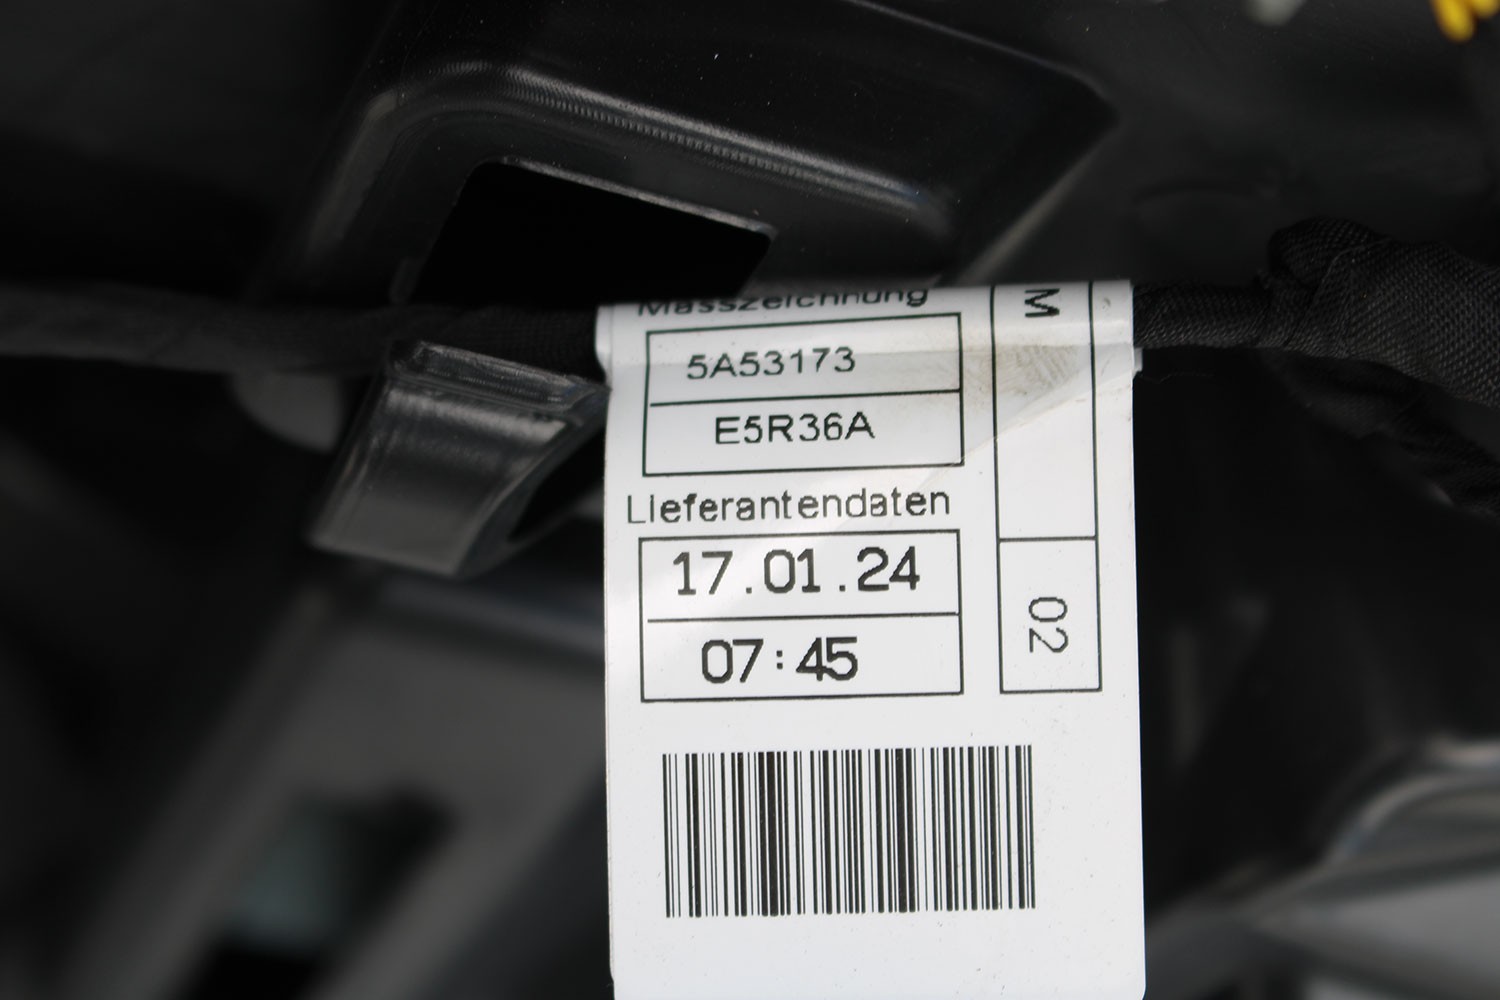 Masszeichnung
5A53173
E5R36A
Lieferantendaten
17.01.24
07:45
M
02